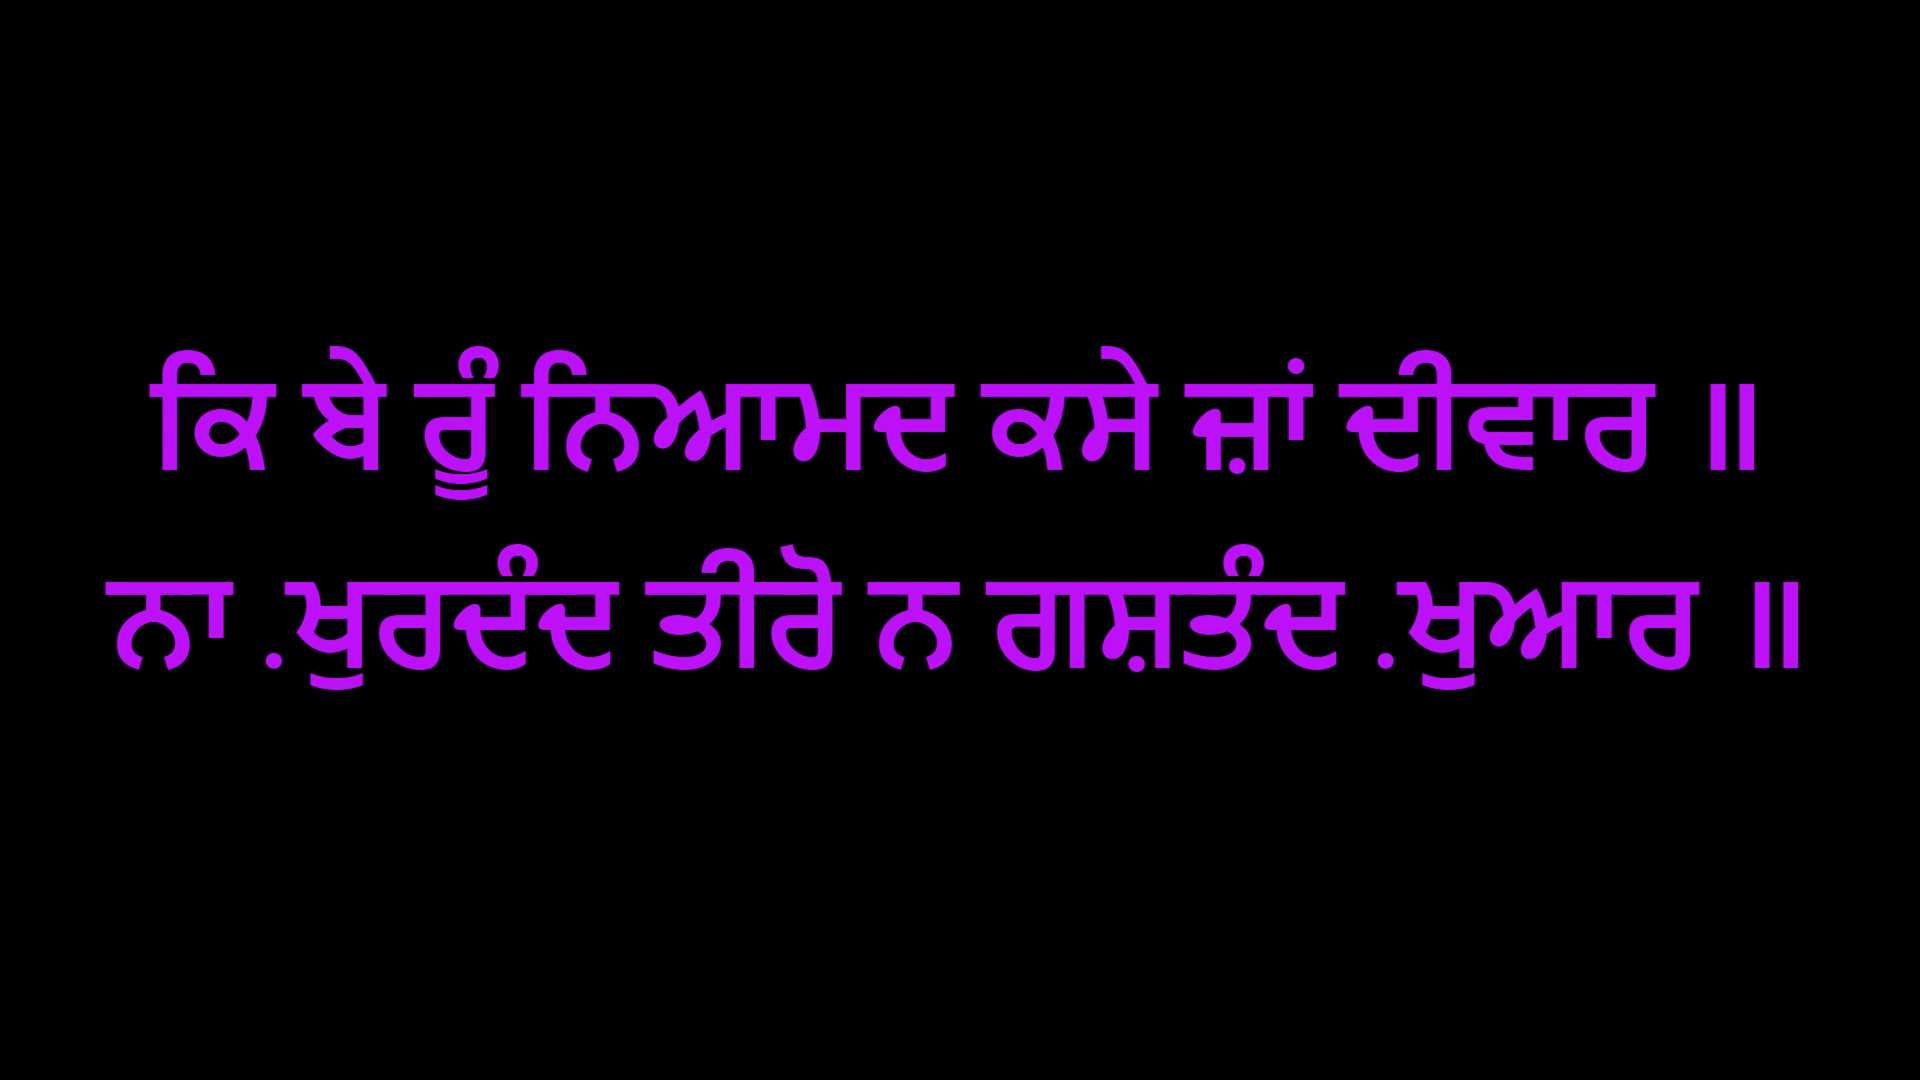 ਕਿ ਬੇ ਰੂੰ ਨਿਆਮਦ ਕਸੇ ਜ਼ਾਂ ਦੀਵਾਰ ॥
ਨਾ .ਖੁਰਦੰਦ ਤੀਰੋ ਨ ਗਸ਼ਤੰਦ .ਖੁਆਰ ॥